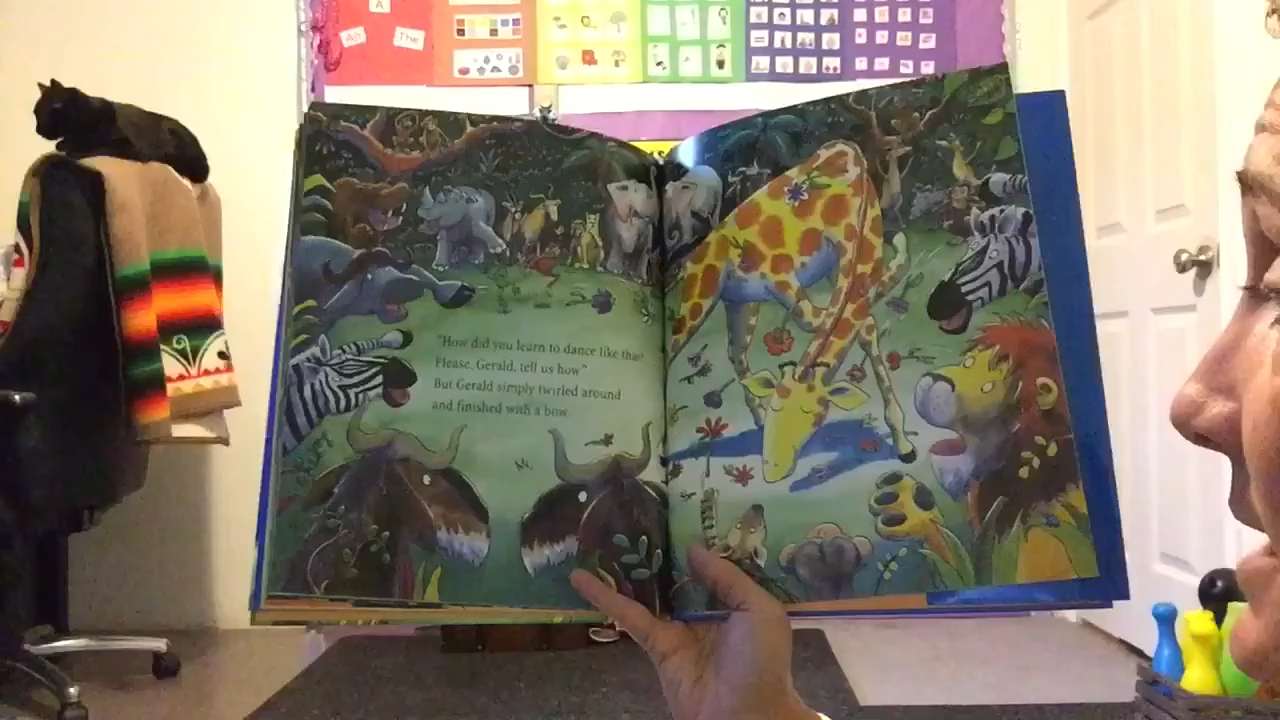 A
An
The
"How did you learn to dance like that?
Please, Gerald, tell us how."
But Gerald simply twirled around
and finished with a bow.